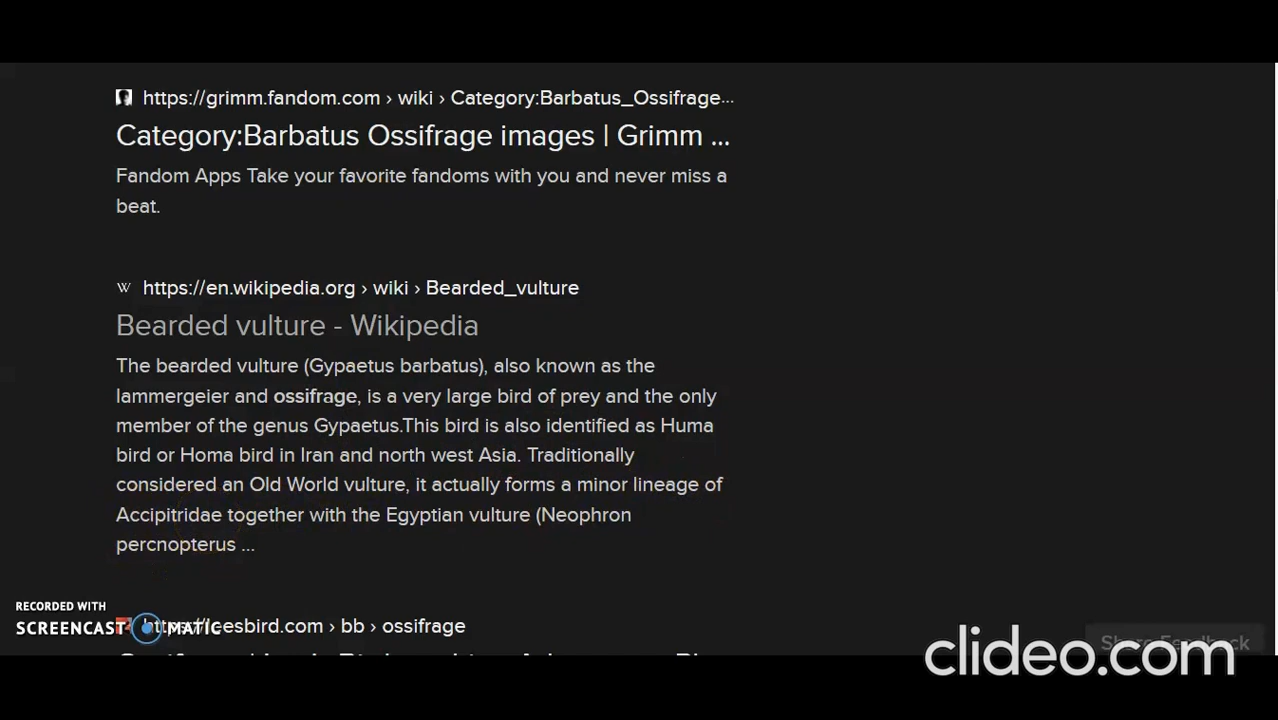 https://grimm.fandom.com › wiki › Category:Barbatus_Ossifrage...
Category:Barbatus Ossifrage images | Grimm ...
Fandom Apps Take your favorite fandoms with you and never miss a
beat.
W https://en.wikipedia.org › wiki › Bearded_vulture
Bearded vulture - Wikipedia
The bearded vulture (Gypaetus barbatus), also known as the
lammergeier and ossifrage, is a very large bird of prey and the only
member of the genus Gypaetus.This bird is also identified as Huma
bird or Homa bird in Iran and north west Asia. Traditionally
considered an Old World vulture, it actually forms a minor lineage of
Accipitridae together with the Egyptian vulture (Neophron
percnopterus ...
RECORDED WITH
SCREENCAST MATIC
› bb › ossifrage
Share Feedback
clideo.com